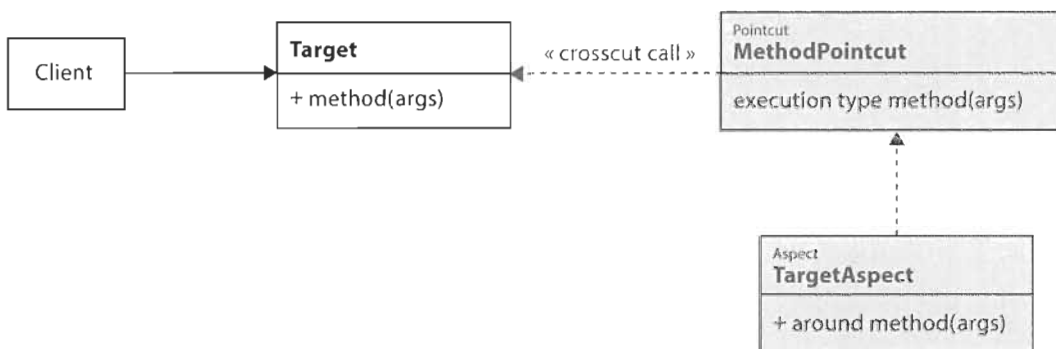 Client
Target
+ method(args)
« crosscut call »
Pointcut
MethodPointcut
execution type method(args)
Aspect
TargetAspect
+ around method(args)